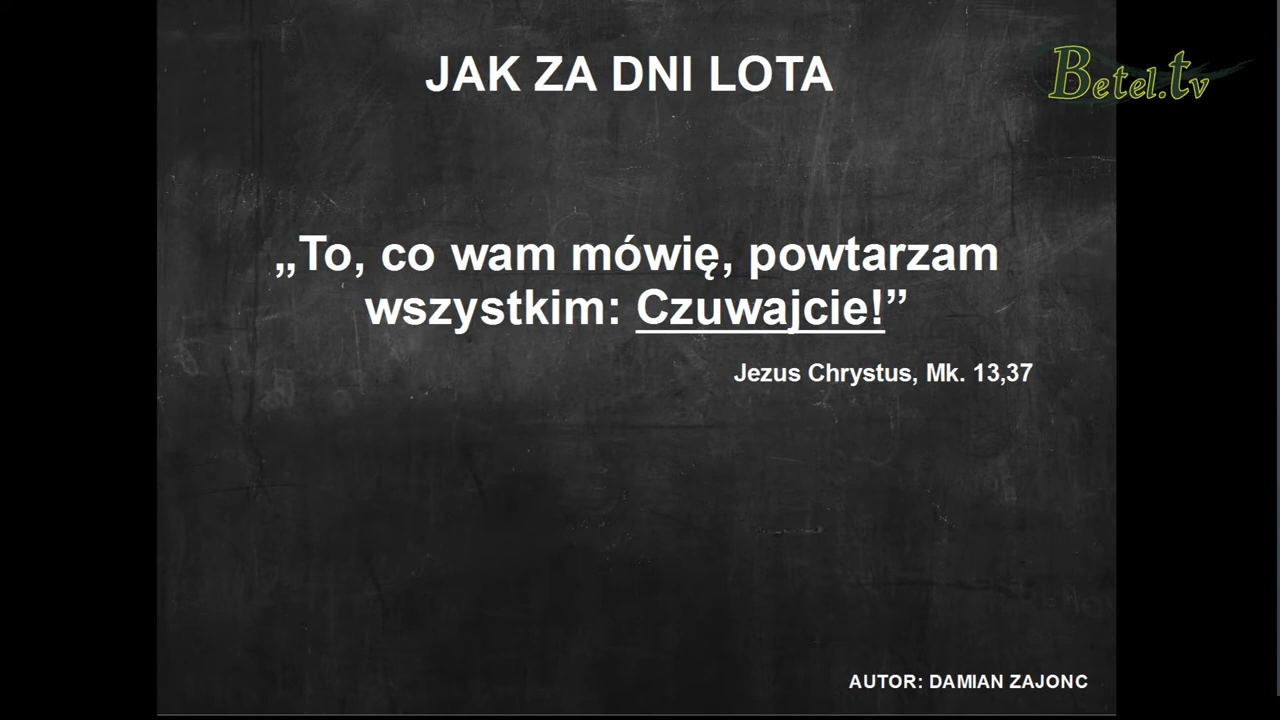 JAK ZA DNI LOTA
Betel.tv
„To, co wam mówię, powtarzam
wszystkim: Czuwajcie!”
Jezus Chrystus, Mk. 13,37
AUTOR: DAMIAN ZAJONC